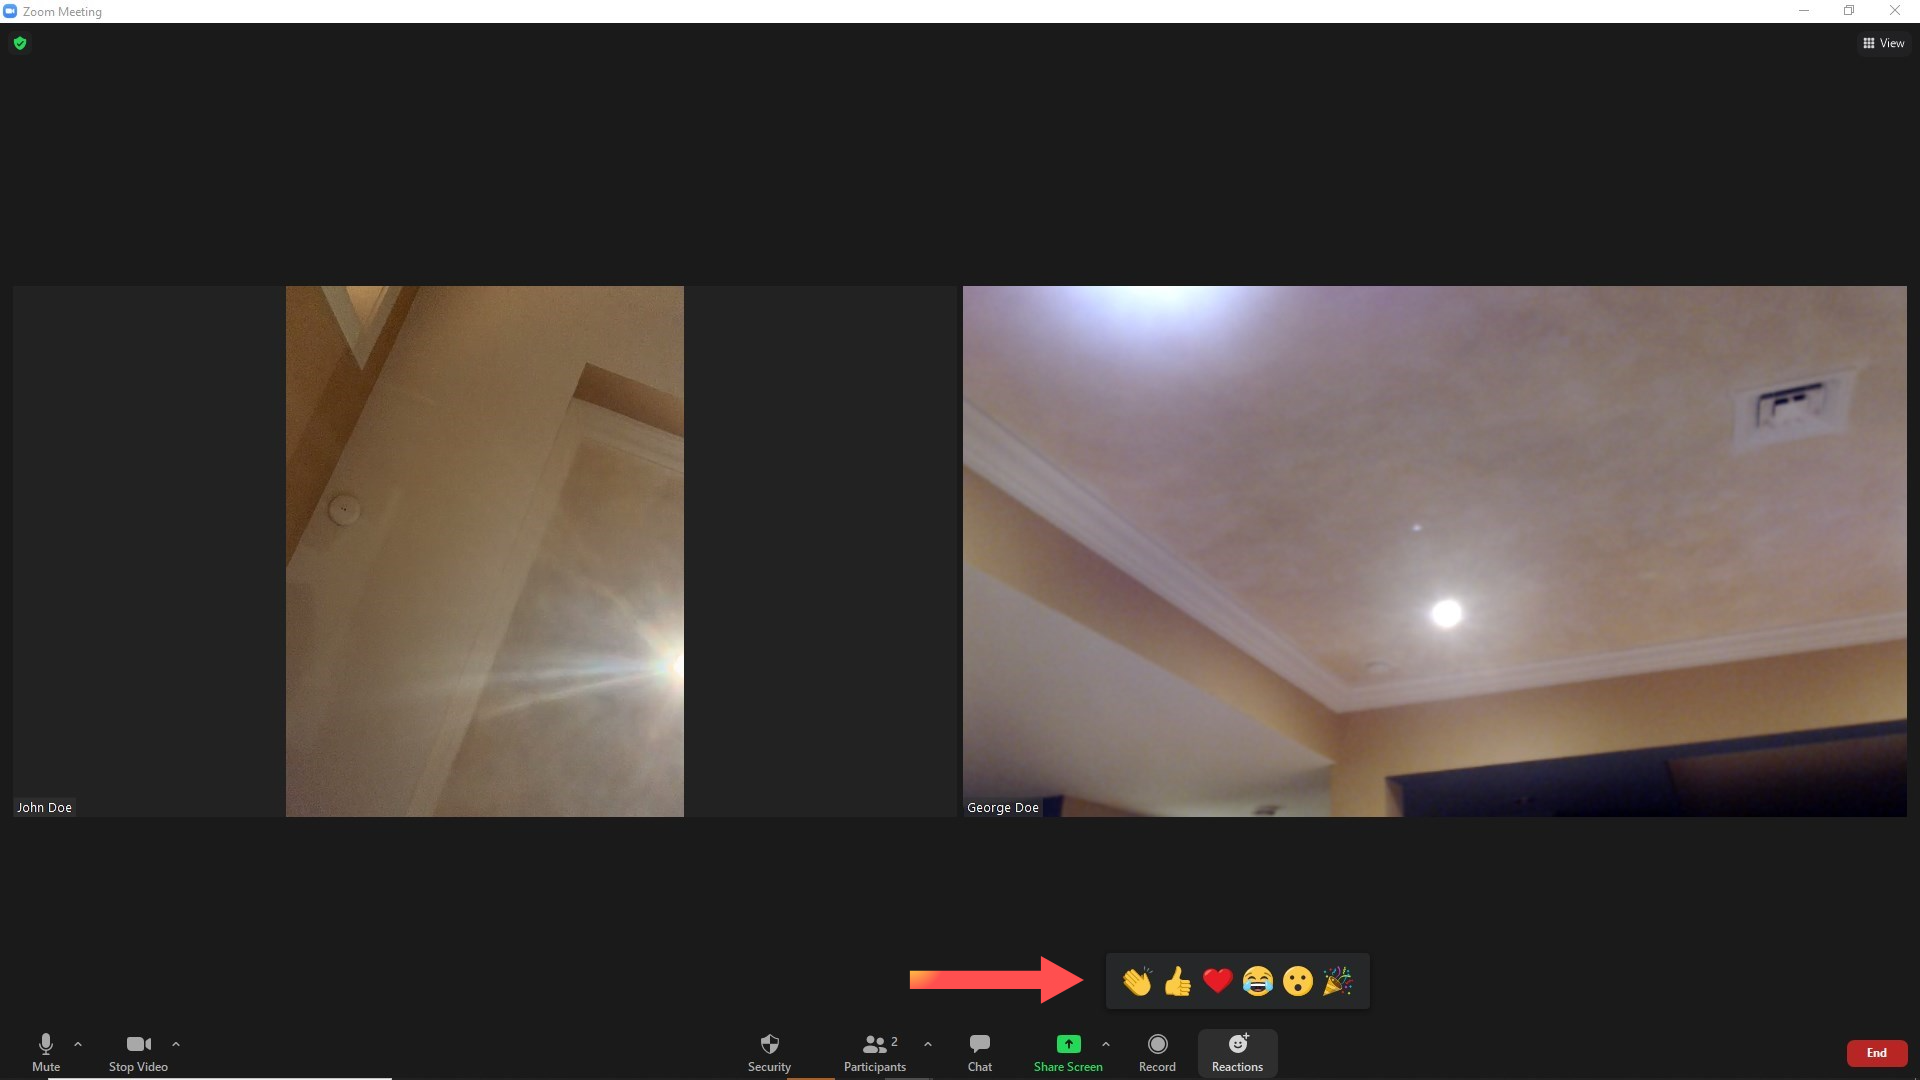 Zoom Meeting
View
John Doe
George Doe
Mute
Stop Video
Security
2
Participants
Chat
Share Screen
Record
Reactions
End